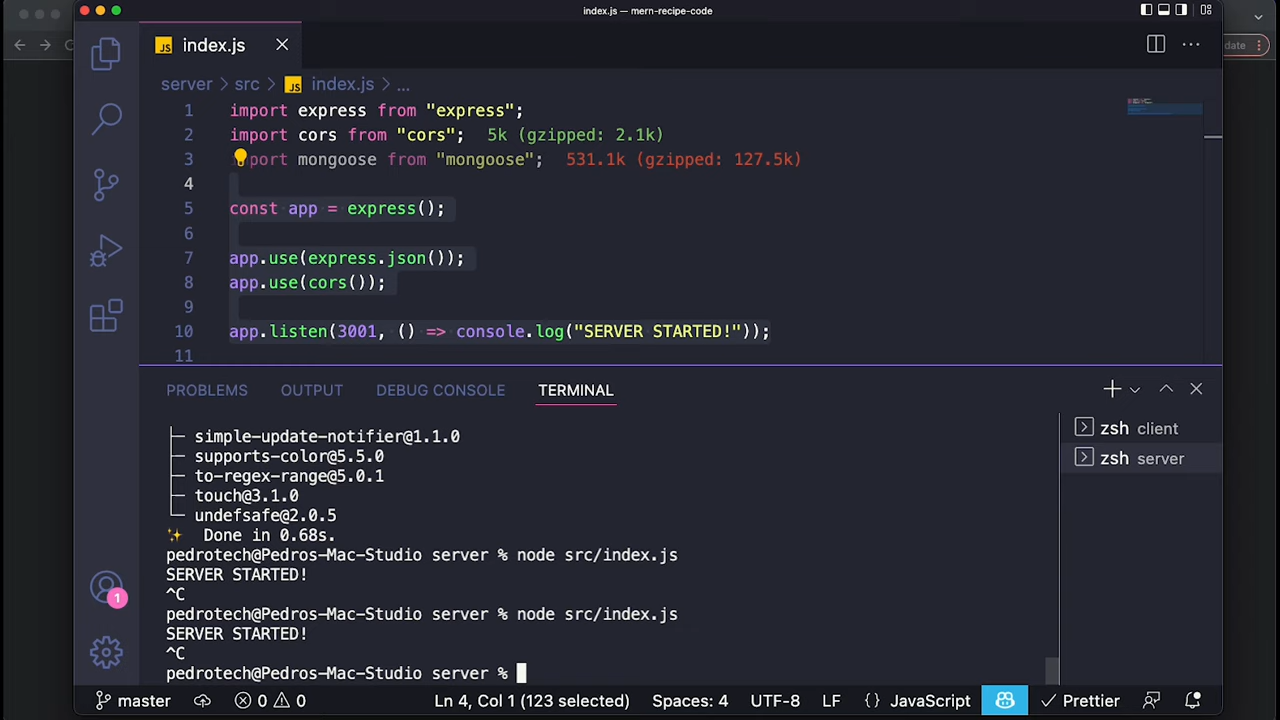 index.js — mern-recipe-code
JS index.js
date
server > src > JS index.js > ...
1 import express from "express";
2 import cors from "cors"; 5k (gzipped: 2.1k)
3 import mongoose from "mongoose"; 531.1k (gzipped: 127.5k)
4
5 const app = express();
6
7 app.use(express.json());
8 app.use(cors());
9
10 app.listen(3001, () => console.log("SERVER STARTED!"));
11
PROBLEMS OUTPUT DEBUG CONSOLE TERMINAL
├─ simple-update-notifier@1.1.0
├─ supports-color@5.5.0
├─ to-regex-range@5.0.1
├─ touch@3.1.0
└─ undefsafe@2.0.5
✨ Done in 0.68s.
pedrotech@Pedros-Mac-Studio server % node src/index.js
SERVER STARTED!
^C
pedrotech@Pedros-Mac-Studio server % node src/index.js
SERVER STARTED!
^C
pedrotech@Pedros-Mac-Studio server %
zsh client
zsh server
1
master 0 0 Ln 4, Col 1 (123 selected) Spaces: 4 UTF-8 LF {} JavaScript Prettier